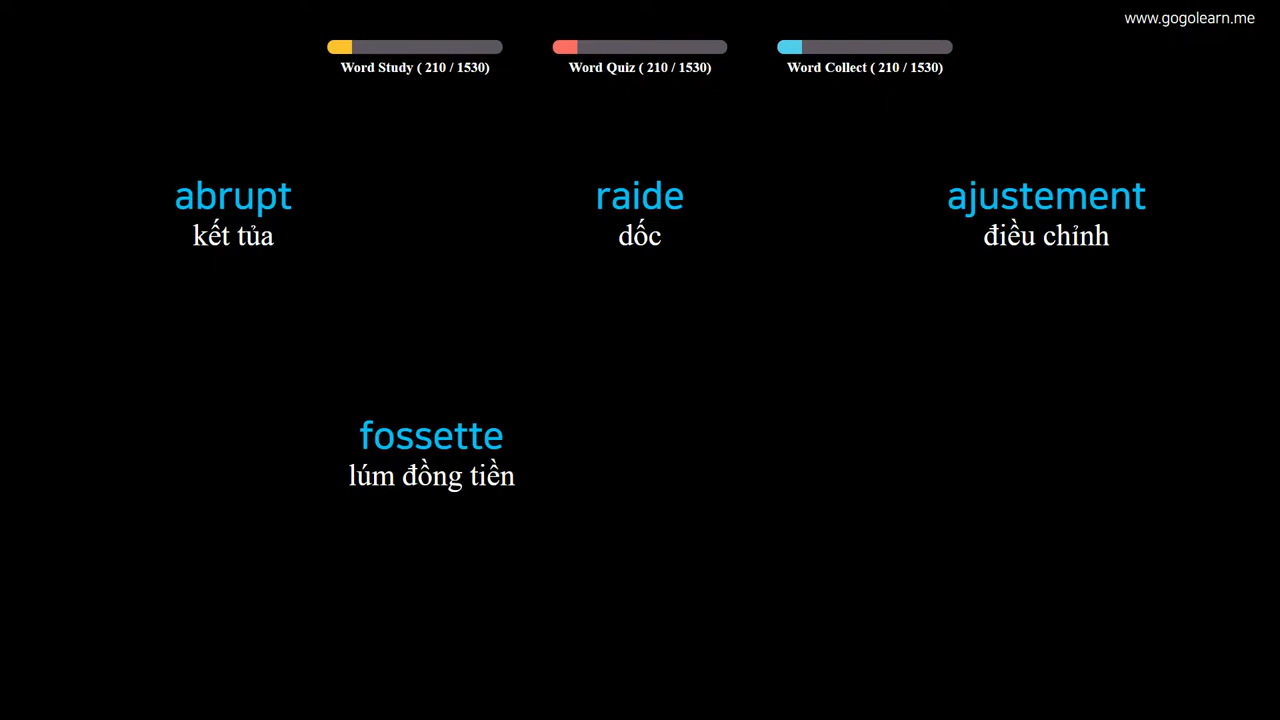 www.gogolearn.me
Word Study ( 210 / 1530)
Word Quiz ( 210 / 1530)
Word Collect ( 210 / 1530)
abrupt
kết tủa
raide
dốc
ajustement
điều chỉnh
fossette
lúm đồng tiền